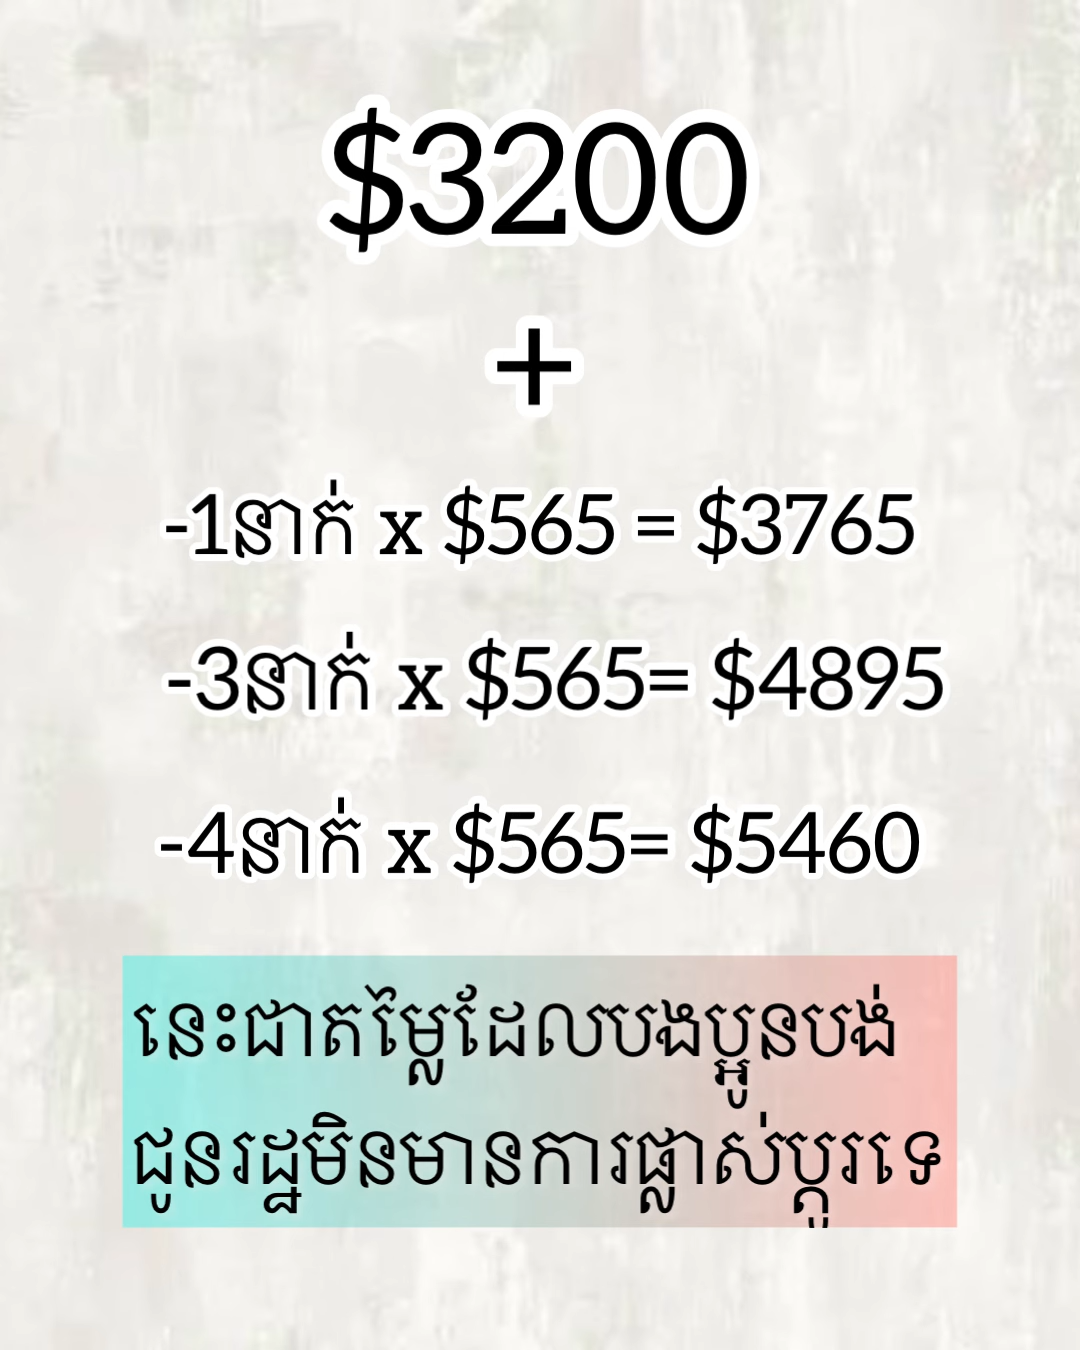 $3200
+
-1នាក់ x $565 = $3765
-3នាក់ x $565= $4895
-4នាក់ x $565= $5460
នេះជាតម្លៃដែលបងប្អូនបង់
ជូនរដ្ឋមិនមានការផ្លាស់ប្តូរទេ